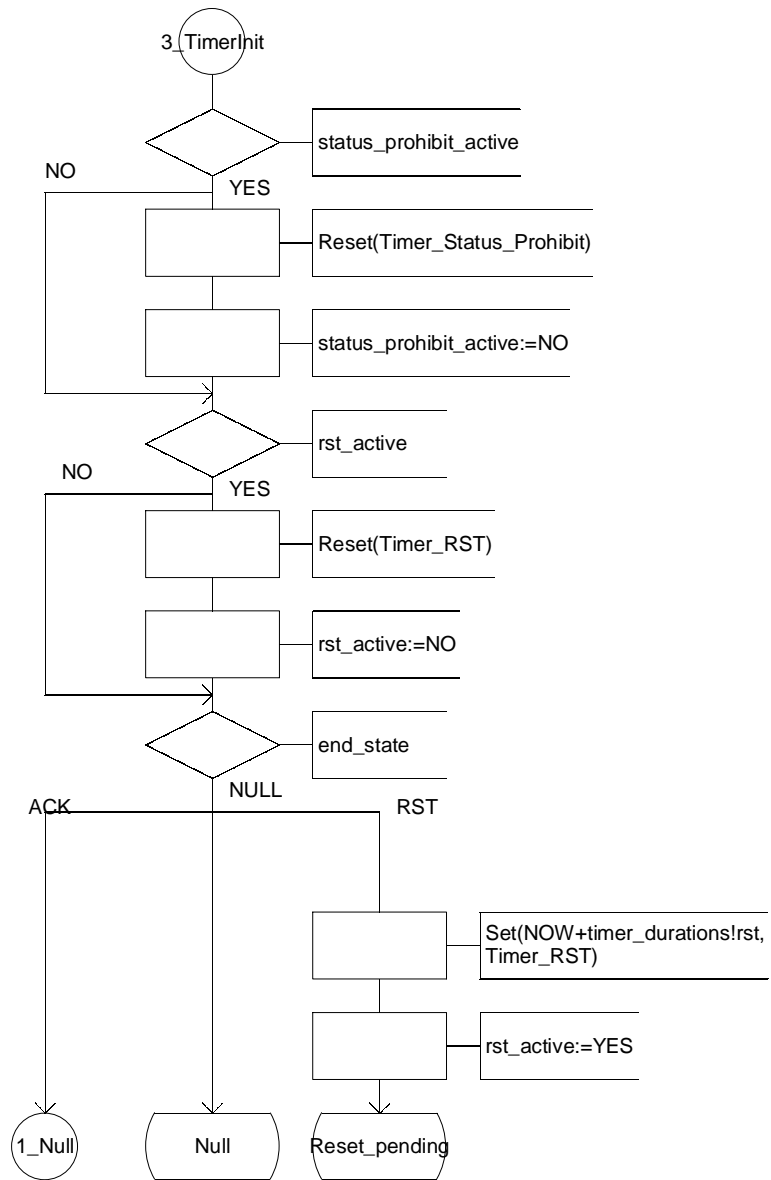 3_TimerInit
status_prohibit_active
NO
YES
Reset(Timer_Status_Prohibit)
status_prohibit_active:=NO
rst_active
NO
YES
Reset(Timer_RST)
rst_active:=NO
end_state
NULL
ACK
RST
Set(NOW+timer_durations!rst,
Timer_RST)
rst_active:=YES
1_Null
Null
Reset_pending